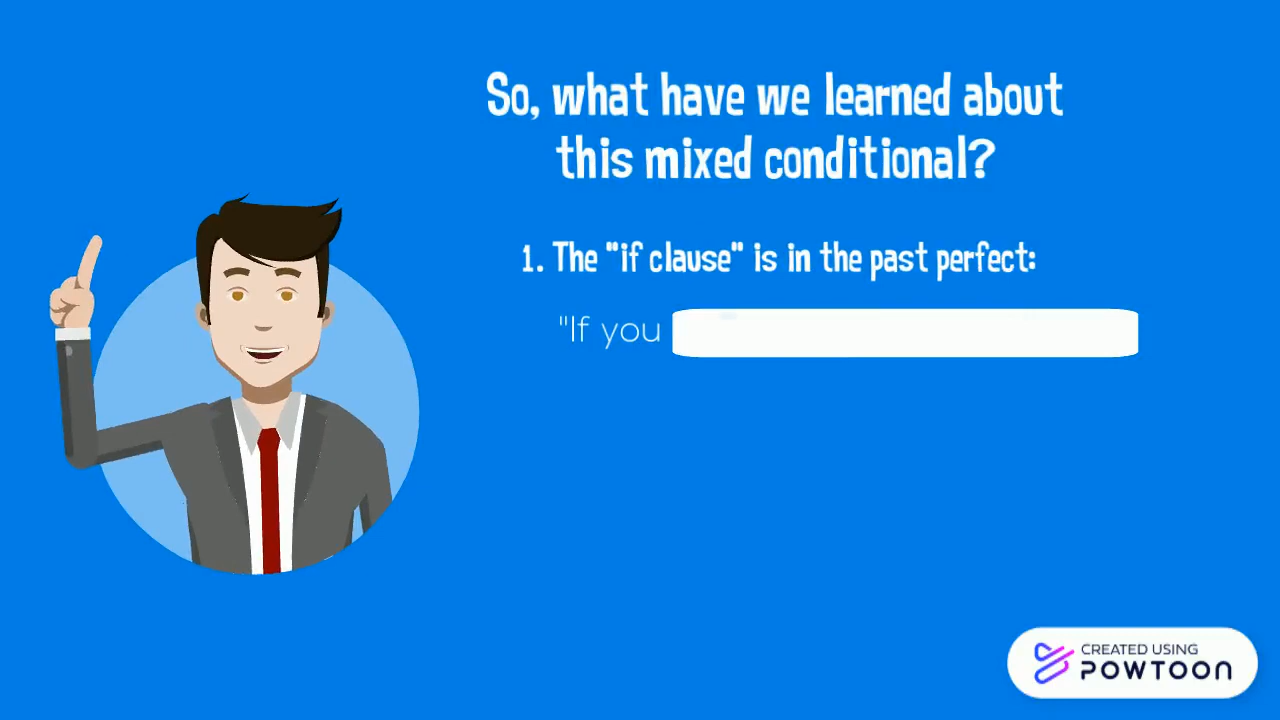 So, what have we learned about
this mixed conditional?
1. The "if clause" is in the past perfect:
"If you
CREATED USING
POWTOON